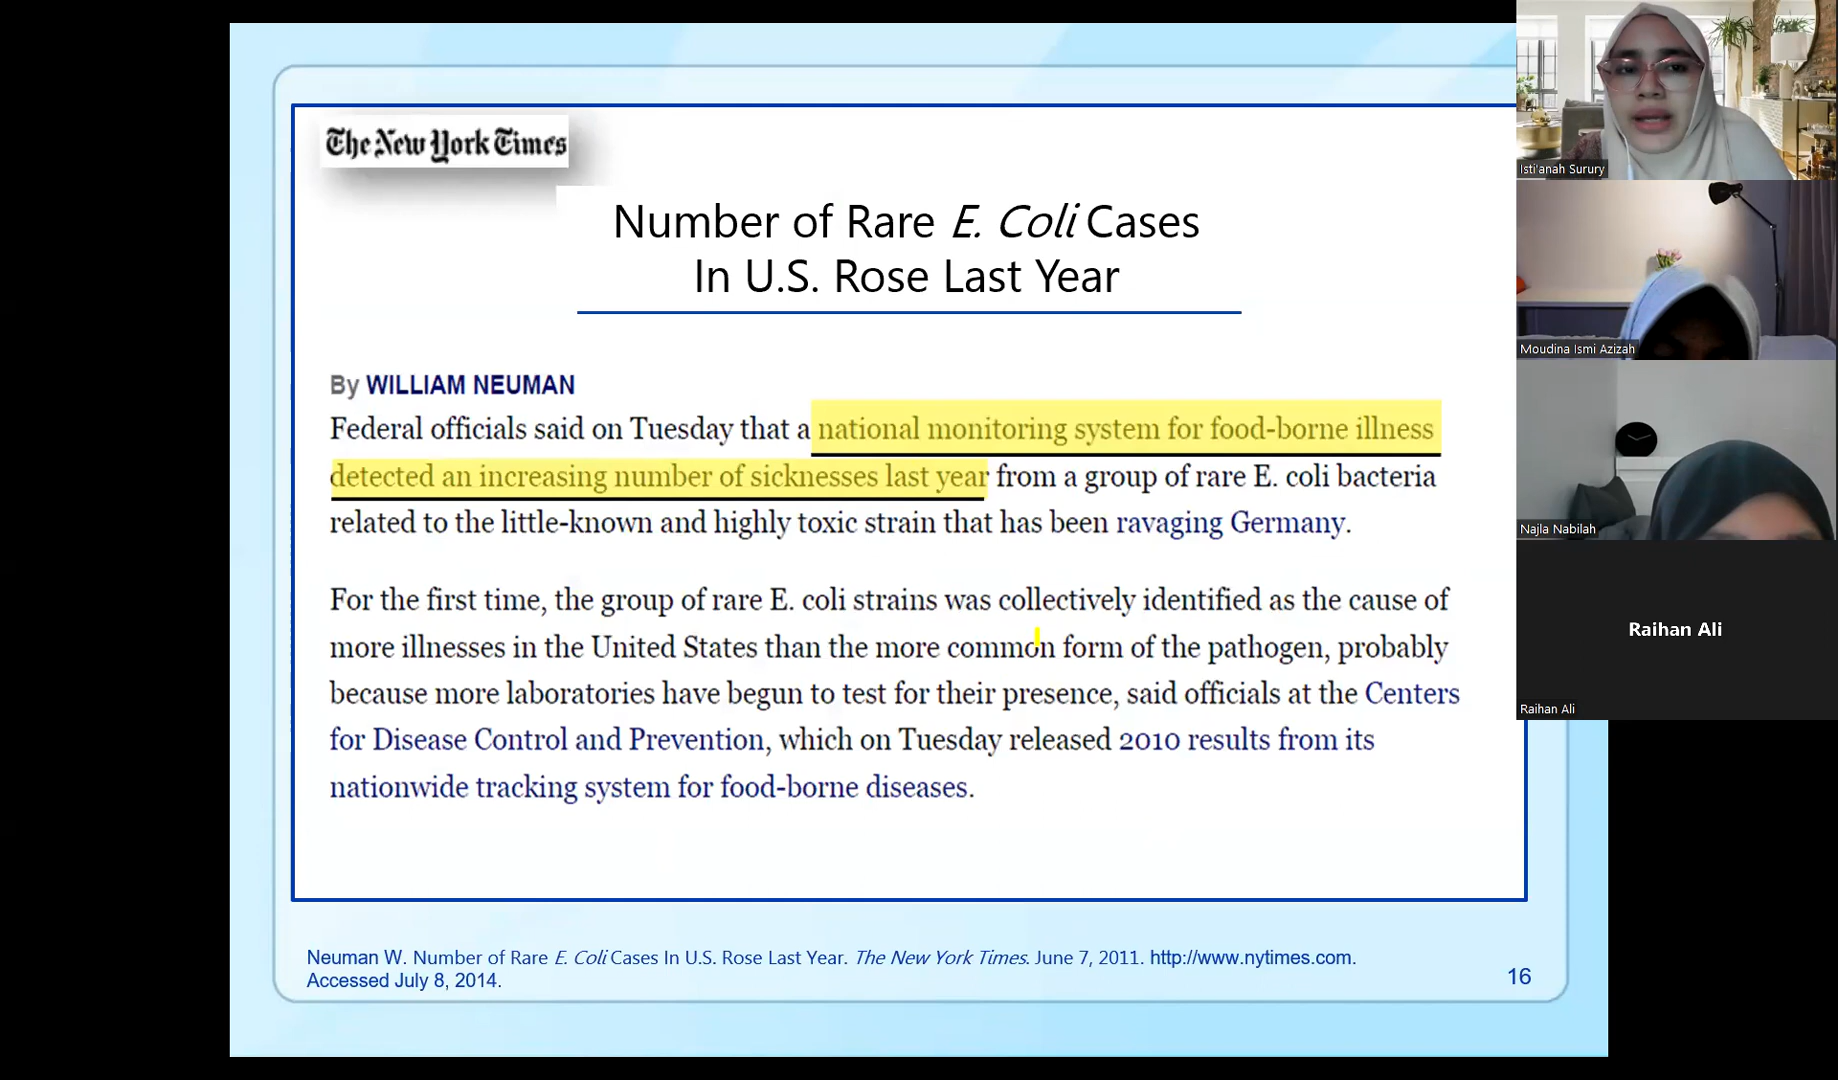 The New York Times
Number of Rare E. Coli Cases
In U.S. Rose Last Year
By WILLIAM NEUMAN
Federal officials said on Tuesday that a national monitoring system for food-borne illness
detected an increasing number of sicknesses last year from a group of rare E. coli bacteria
related to the little-known and highly toxic strain that has been ravaging Germany.
For the first time, the group of rare E. coli strains was collectively identified as the cause of
more illnesses in the United States than the more common form of the pathogen, probably
because more laboratories have begun to test for their presence, said officials at the Centers
for Disease Control and Prevention, which on Tuesday released 2010 results from its
nationwide tracking system for food-borne diseases.
Neuman W. Number of Rare E. Coli Cases In U.S. Rose Last Year. The New York Times. June 7, 2011. http://www.nytimes.com.
Accessed July 8, 2014.
16
Isti'anah Surury
Moudina Ismi Azizah
Najla Nabilah
Raihan Ali
Raihan Ali